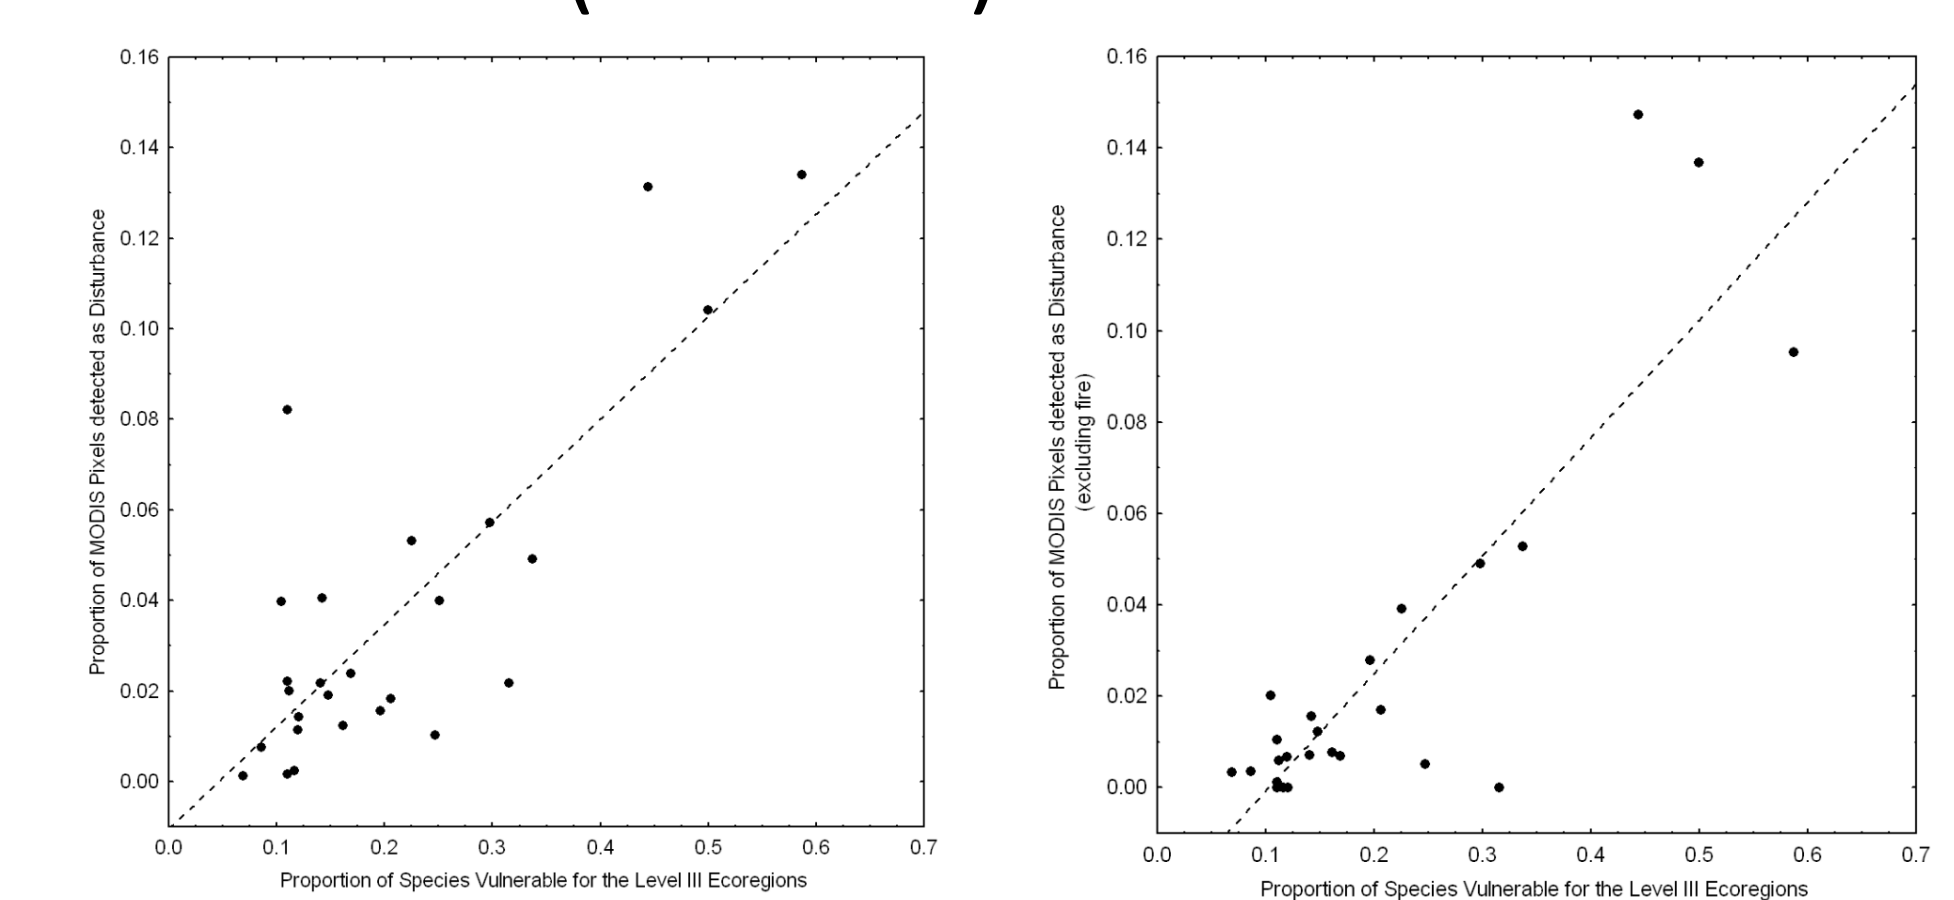 ( )
0.16
0.14
0.12
0.10
0.08
0.06
0.04
0.02
0.00
0.0 0.1 0.2 0.3 0.4 0.5 0.6 0.7
Proportion of MODIS Pixels detected as Disturbance
Proportion of Species Vulnerable for the Level III Ecoregions
0.16
0.14
0.12
0.10
0.08
0.06
0.04
0.02
0.00
0.0 0.1 0.2 0.3 0.4 0.5 0.6 0.7
Proportion of MODIS Pixels detected as Disturbance
(excluding fire)
Proportion of Species Vulnerable for the Level III Ecoregions